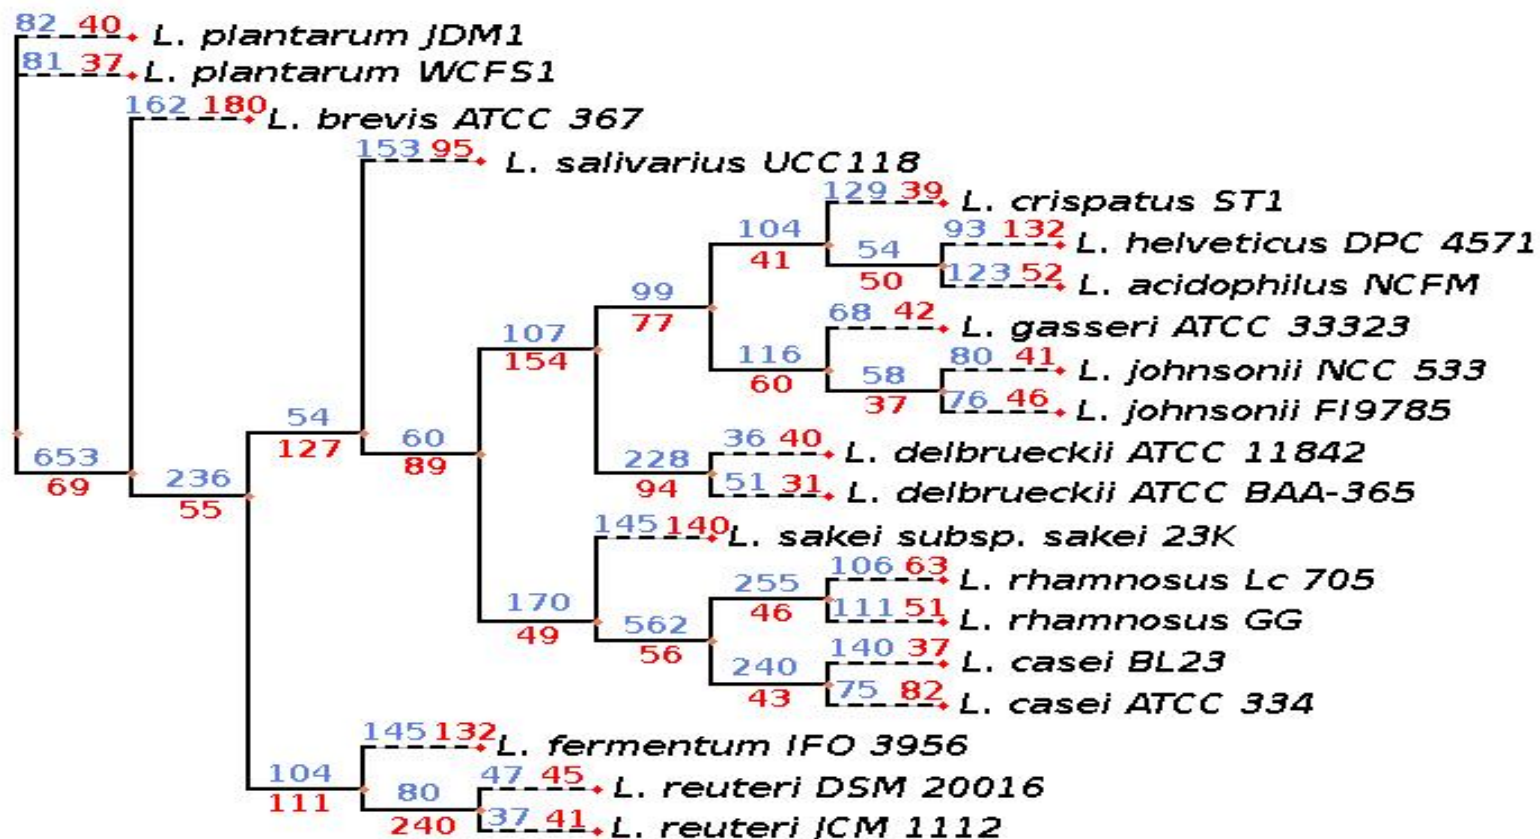 82 40 L. plantarum JDM1
81 37 L. plantarum WCFS1
162 180 L. brevis ATCC 367
153 95 L. salivarius UCC118
129 39 L. crispatus ST1
104 41
93 132 L. helveticus DPC 4571
54 50
123 52 L. acidophilus NCFM
99 77
68 42 L. gasseri ATCC 33323
107 154
116 60
80 41 L. johnsonii NCC 533
58 37
76 46 L. johnsonii FI9785
54 127
60 89
36 40 L. delbrueckii ATCC 11842
653 69
228 94
51 31 L. delbrueckii ATCC BAA-365
236 55
145 140 L. sakei subsp. sakei 23K
106 63 L. rhamnosus Lc 705
255 46
170 49
111 51 L. rhamnosus GG
562 56
140 37 L. casei BL23
240 43
75 82 L. casei ATCC 334
145 132 L. fermentum IFO 3956
104 111
47 45 L. reuteri DSM 20016
80 240
37 41 L. reuteri JCM 1112